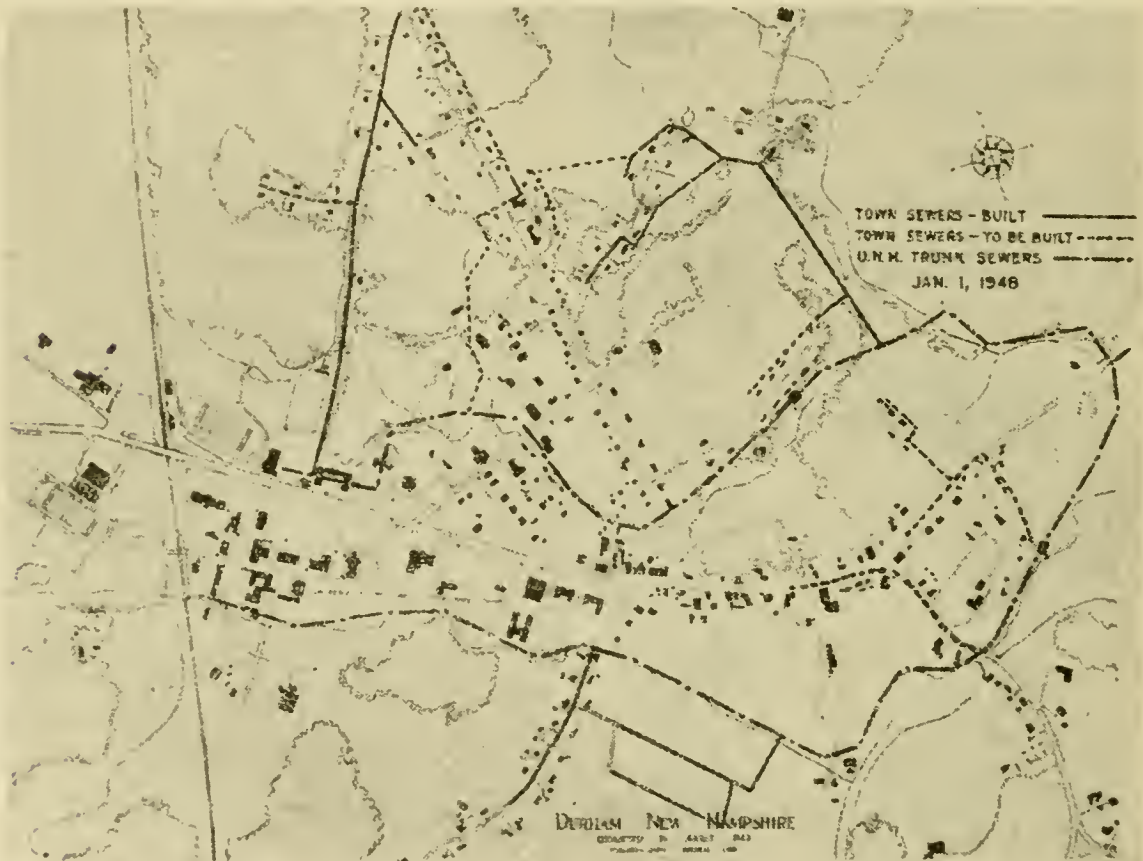 TOWN SEWERS - BUILT
TOWN SEWERS - TO BE BUILT
U.N.H. TRUNK SEWERS
JAN. 1, 1948
DURHAM NEW HAMPSHIRE